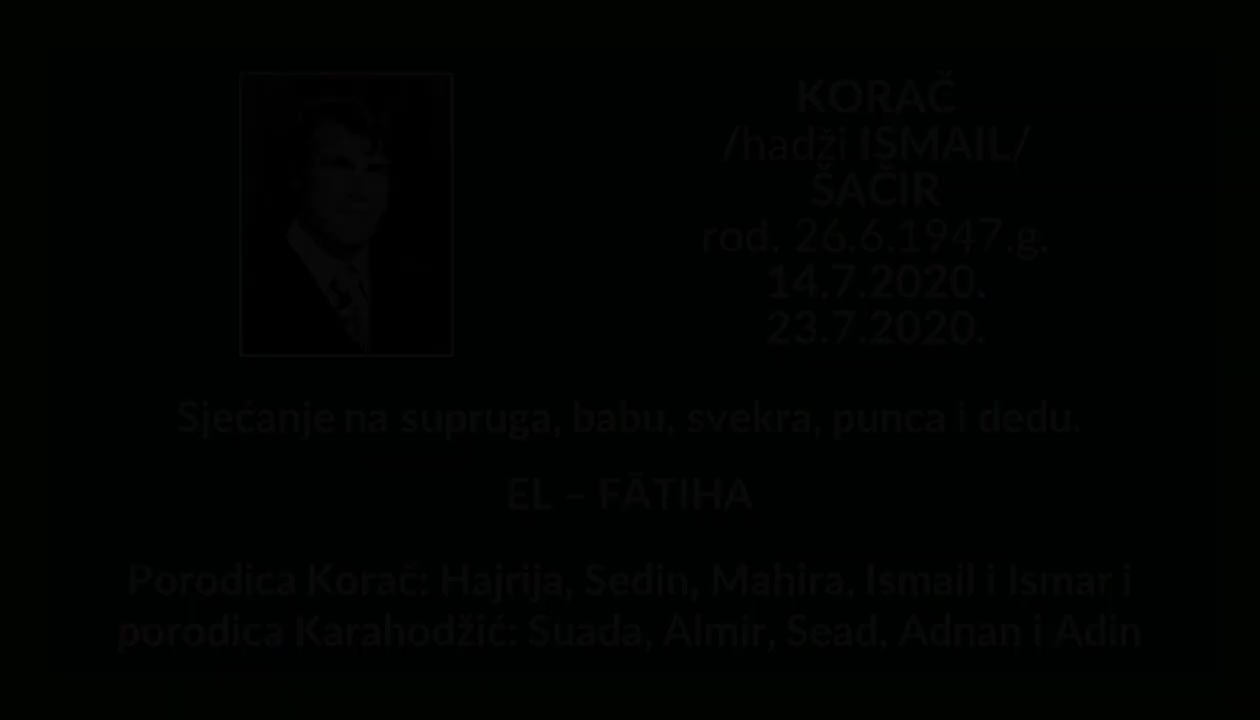 KORAČ
/hadži ISMAIL/
ŠAĆIR
rod. 26.6.1947.g.
14.7.2020.
23.7.2020.
Sjećanje na supruga, babu, svekra, punca i dedu.
EL – FĀTIHA
Porodica Korač: Hajrija, Sedin, Mahira, Ismail i Ismar i
porodica Karahodžić: Suada, Almir, Sead, Adnan i Adin